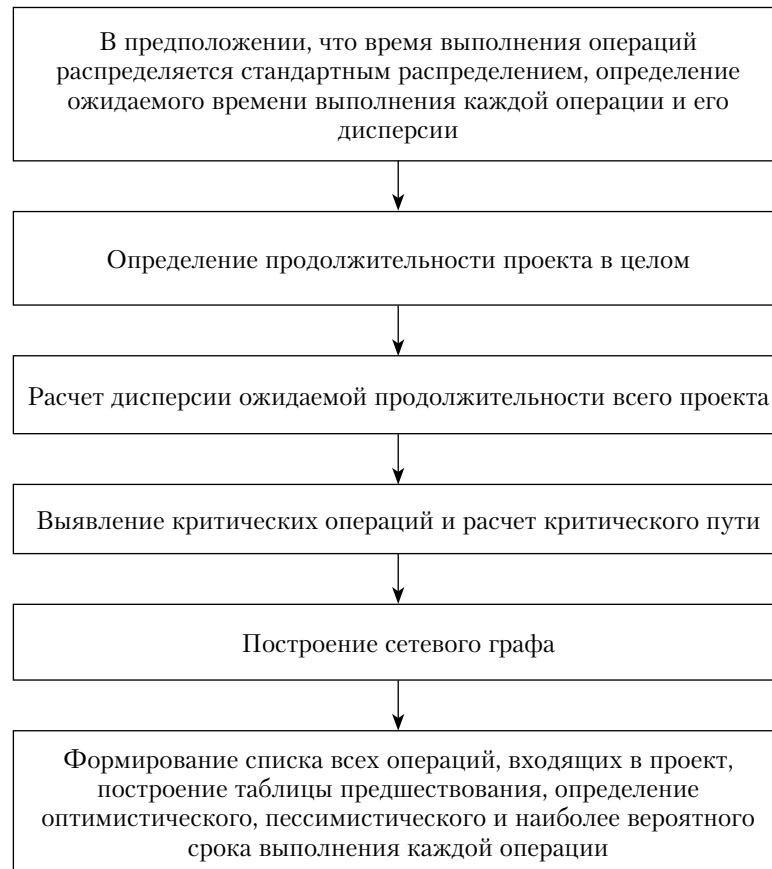 В предположении, что время выполнения операций
распределяется стандартным распределением, определение
ожидаемого времени выполнения каждой операции и его
дисперсии
Определение продолжительности проекта в целом
Расчет дисперсии ожидаемой продолжительности всего проекта
Выявление критических операций и расчет критического пути
Построение сетевого графа
Формирование списка всех операций, входящих в проект,
построение таблицы предшествования, определение
оптимистического, пессимистического и наиболее вероятного
срока выполнения каждой операции